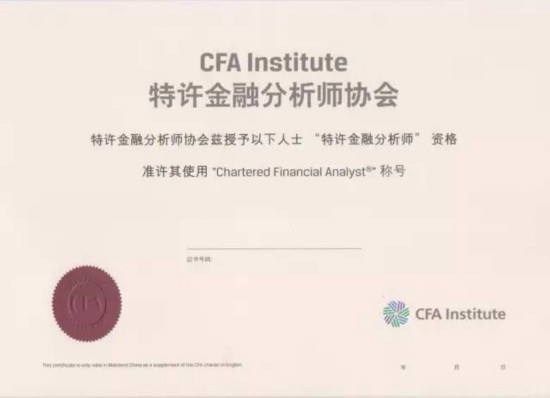 CFA Institute
特许金融分析师协会
特许金融分析师协会兹授予以下人士 “特许金融分析师” 资格
准许其使用 "Chartered Financial Analyst®" 称号
证书号码:
CFA
CFA Institute
This certificate is only valid in Mainland China as a supplement of the CFA charter in English.
年 月 日